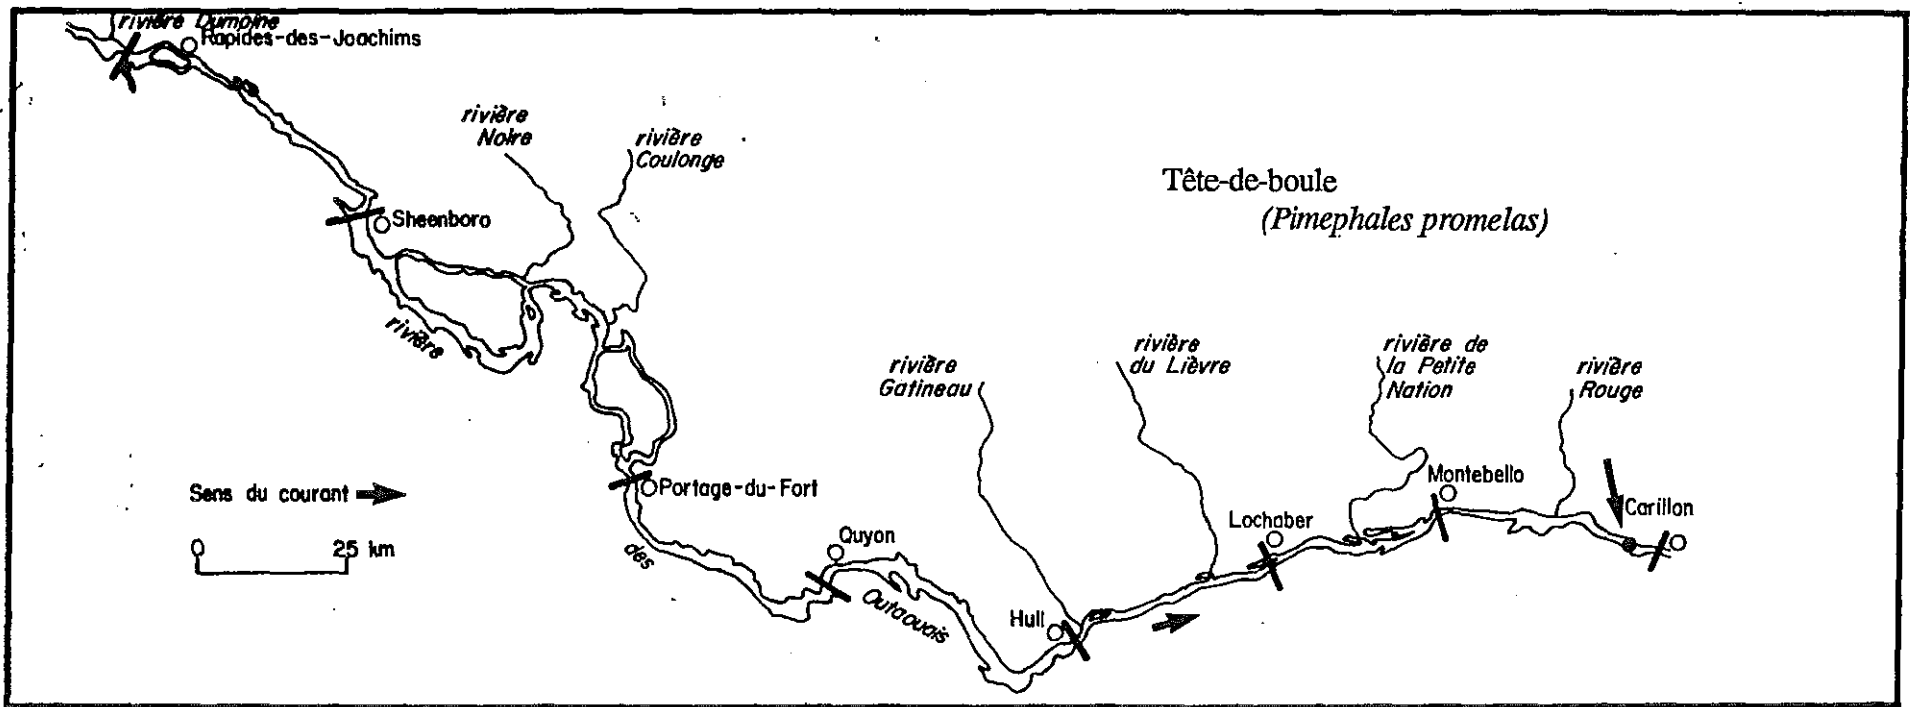 rivière Dumoine
Rapides-des-Joachims
rivière
Noire
rivière
Coulonge
Tête-de-boule
(Pimephales promelas)
Sheenboro
rivière
rivière
Gatineau
rivière
du Lièvre
rivière de
la Petite
Nation
rivière
Rouge
Sens du courant
Portage-du-Fort
Montebello
Carillon
Lochaber
0 25 km
des
Quyon
Outaouais
Hull